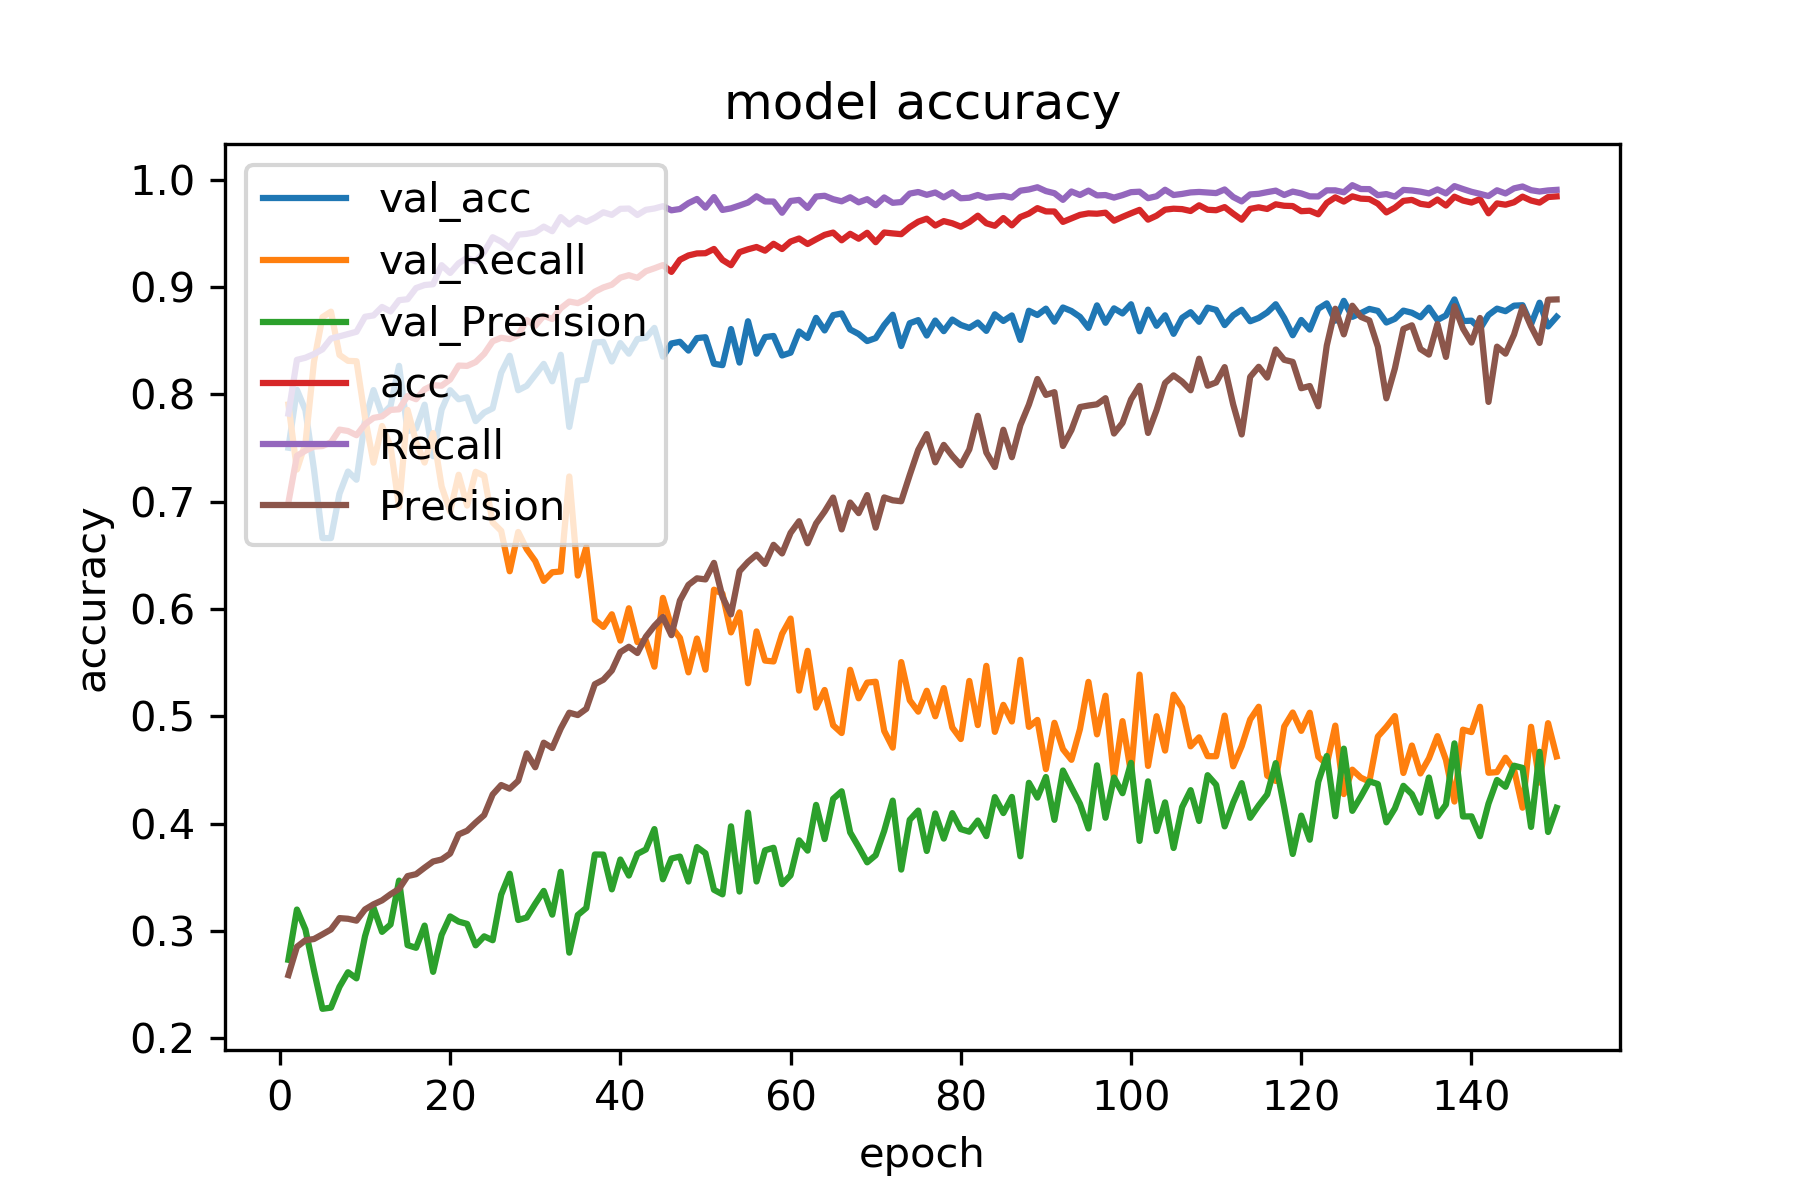 model accuracy
1.0
0.9
0.8
0.7
0.6
0.5
0.4
0.3
0.2
accuracy
val_acc
val_Recall
val_Precision
acc
Recall
Precision
0 20 40 60 80 100 120 140
epoch